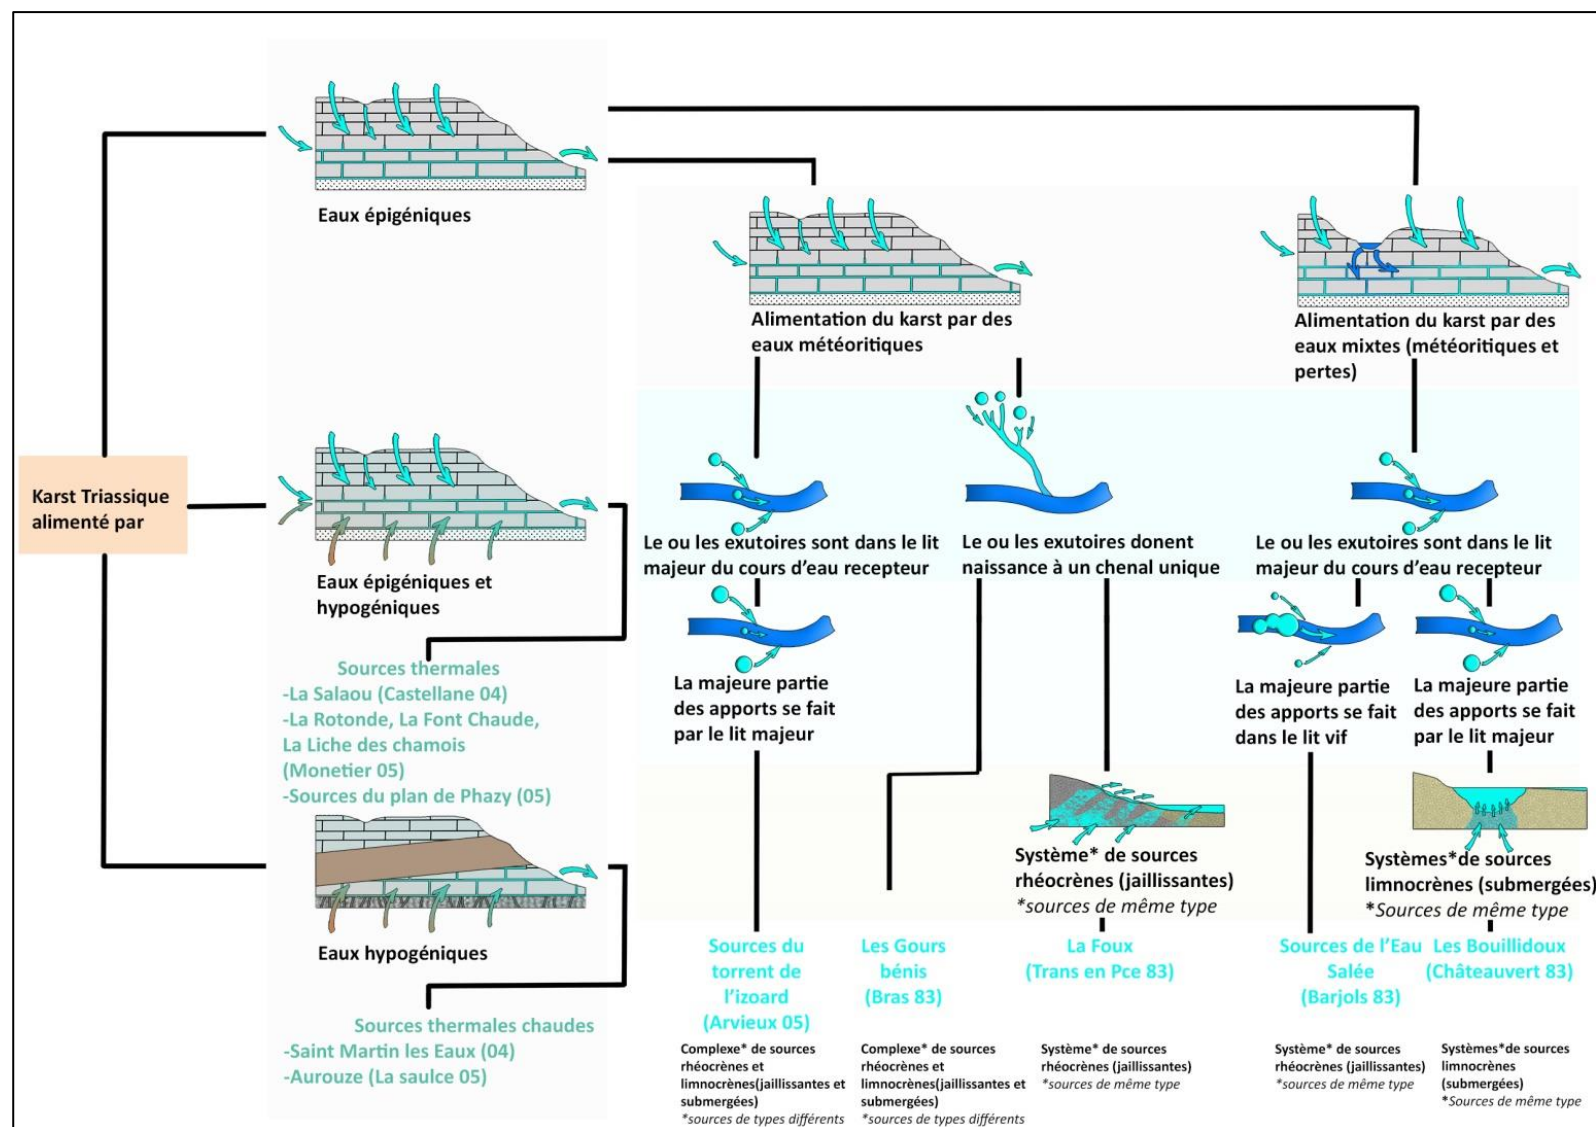 Karst Triassique
alimenté par
Eaux épigéniques
Eaux épigéniques et
hypogéniques
Sources thermales
-La Salaou (Castellane 04)
-La Rotonde, La Font Chaude,
La Liche des chamois
(Monetier 05)
-Sources du plan de Phazy (05)
Eaux hypogéniques
Sources thermales chaudes
-Saint Martin les Eaux (04)
-Aurouze (La saulce 05)
Alimentation du karst par des
eaux météoritiques
Alimentation du karst par des
eaux mixtes (météoritiques et
pertes)
Le ou les exutoires sont dans le lit
majeur du cours d’eau recepteur
Le ou les exutoires donent
naissance à un chenal unique
Le ou les exutoires sont dans le lit
majeur du cours d’eau recepteur
La majeure partie
des apports se fait
par le lit majeur
La majeure partie
des apports se fait
dans le lit vif
La majeure partie
des apports se fait
par le lit majeur
Système* de sources
rhéocrènes (jaillissantes)
*sources de même type
Systèmes*de sources
limnocrènes (submergées)
*Sources de même type
Sources du
torrent de
l’izoard
(Arvieux 05)
Les Gours
bénis
(Bras 83)
La Foux
(Trans en Pce 83)
Sources de l’Eau
Salée
(Barjols 83)
Les Bouillidoux
(Châteauvert 83)
Complexe* de sources
rhéocrènes et
limnocrènes(jaillissantes et
submergées)
*sources de types différents
Complexe* de sources
rhéocrènes et
limnocrènes(jaillissantes et
submergées)
*sources de types différents
Système* de sources
rhéocrènes (jaillissantes)
*sources de même type
Système* de sources
rhéocrènes (jaillissantes)
*sources de même type
Systèmes*de sources
limnocrènes
(submergées)
*Sources de même type